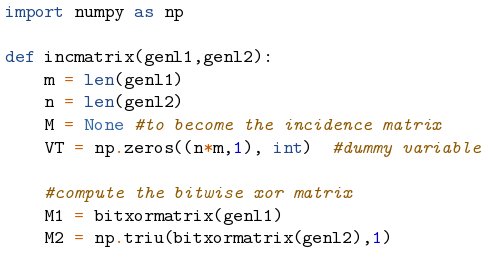 import numpy as np

def incmatrix(genl1,genl2):
    m = len(genl1)
    n = len(genl2)
    M = None #to become the incidence matrix
    VT = np.zeros((n*m,1), int)  #dummy variable

    #compute the bitwise xor matrix
    M1 = bitxormatrix(genl1)
    M2 = np.triu(bitxormatrix(genl2),1)